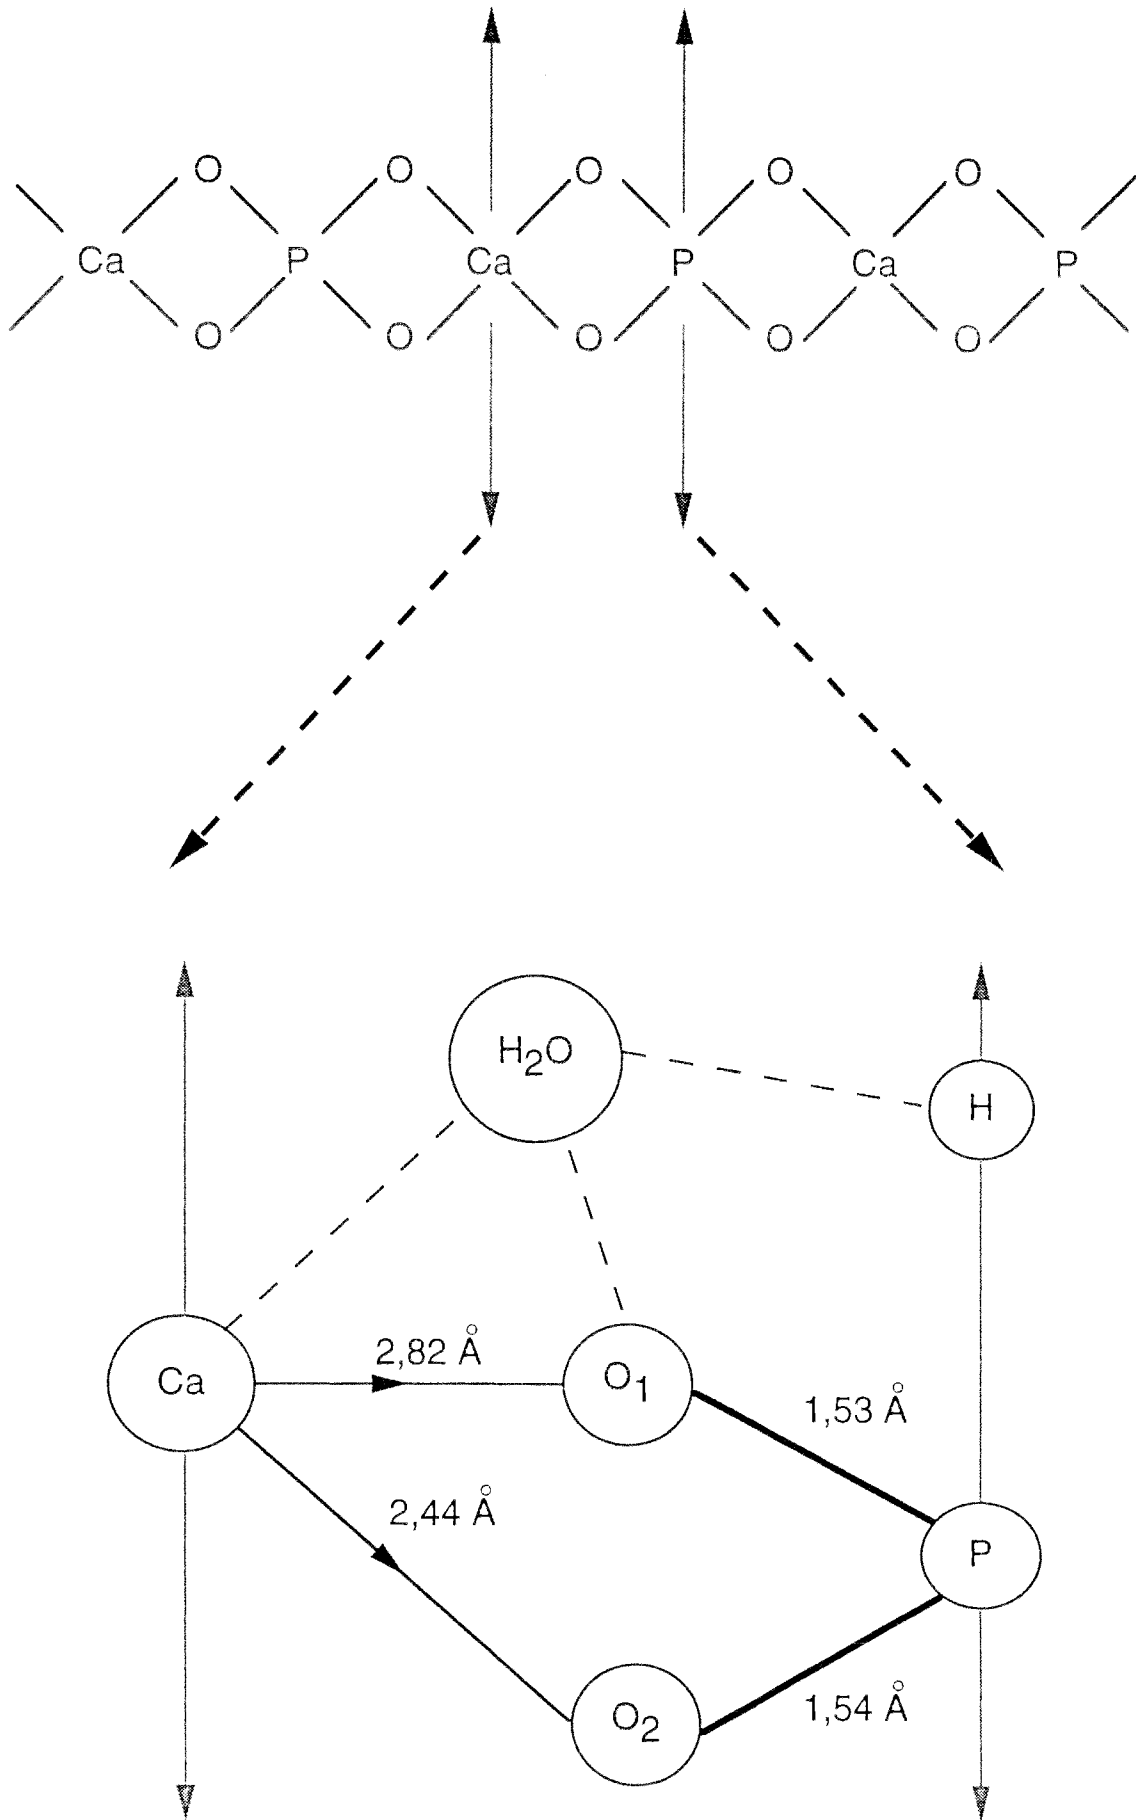 O O O O O
Ca P Ca P Ca P
O O O O O
H₂O
H
2,82 Å
Ca O₁
1,53 Å
2,44 Å
P
O₂
1,54 Å